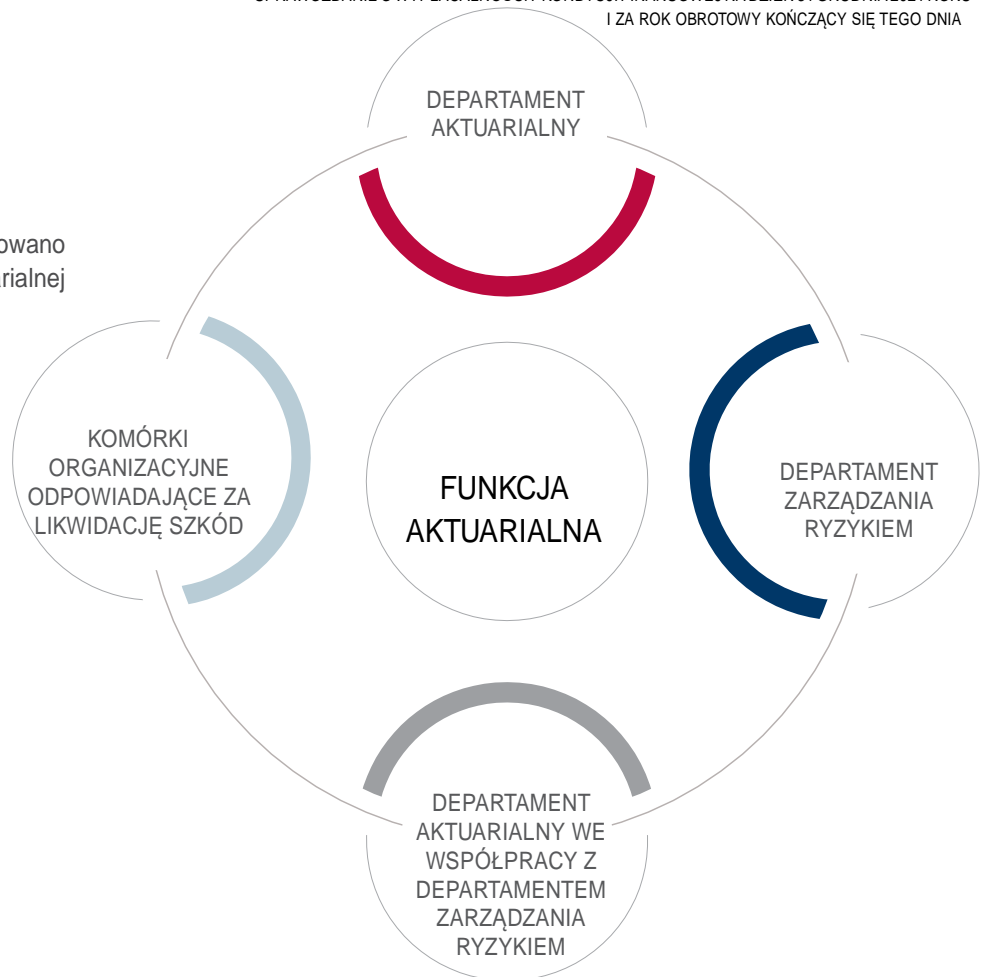 I ZA ROK OBROTOWY KOŃCZĄCY SIĘ TEGO DNIA
DEPARTAMENT
AKTUARIALNY
KOMÓRKI
ORGANIZACYJNE
ODPOWIADAJĄCE ZA
LIKWIDACJĘ SZKÓD
FUNKCJA
AKTUARIALNA
DEPARTAMENT
ZARZĄDZANIA
RYZYKIEM
DEPARTAMENT
AKTUARIALNY WE
WSPÓŁPRACY Z
DEPARTAMENTEM
ZARZĄDZANIA
RYZYKIEM